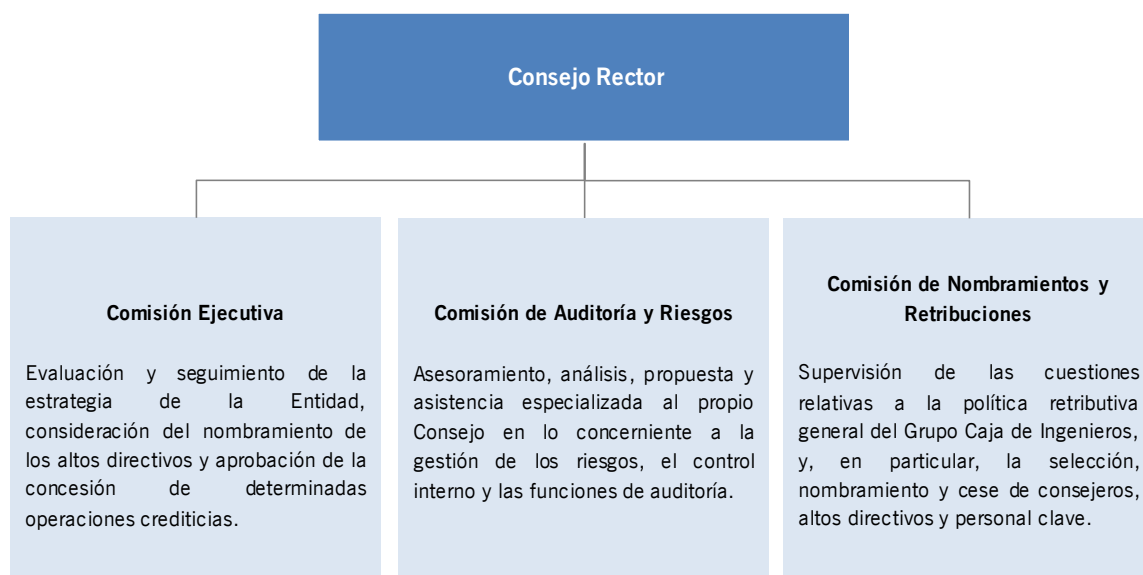 Consejo Rector
Comisión Ejecutiva
Evaluación y seguimiento de la
estrategia de la Entidad,
consideración del nombramiento de
los altos directivos y aprobación de la
concesión de determinadas
operaciones crediticias.
Comisión de Auditoría y Riesgos
Asesoramiento, análisis, propuesta y
asistencia especializada al propio
Consejo en lo concerniente a la
gestión de los riesgos, el control
interno y las funciones de auditoría.
Comisión de Nombramientos y
Retribuciones
Supervisión de las cuestiones
relativas a la política retributiva
general del Grupo Caja de Ingenieros,
y, en particular, la selección,
nombramiento y cese de consejeros,
altos directivos y personal clave.